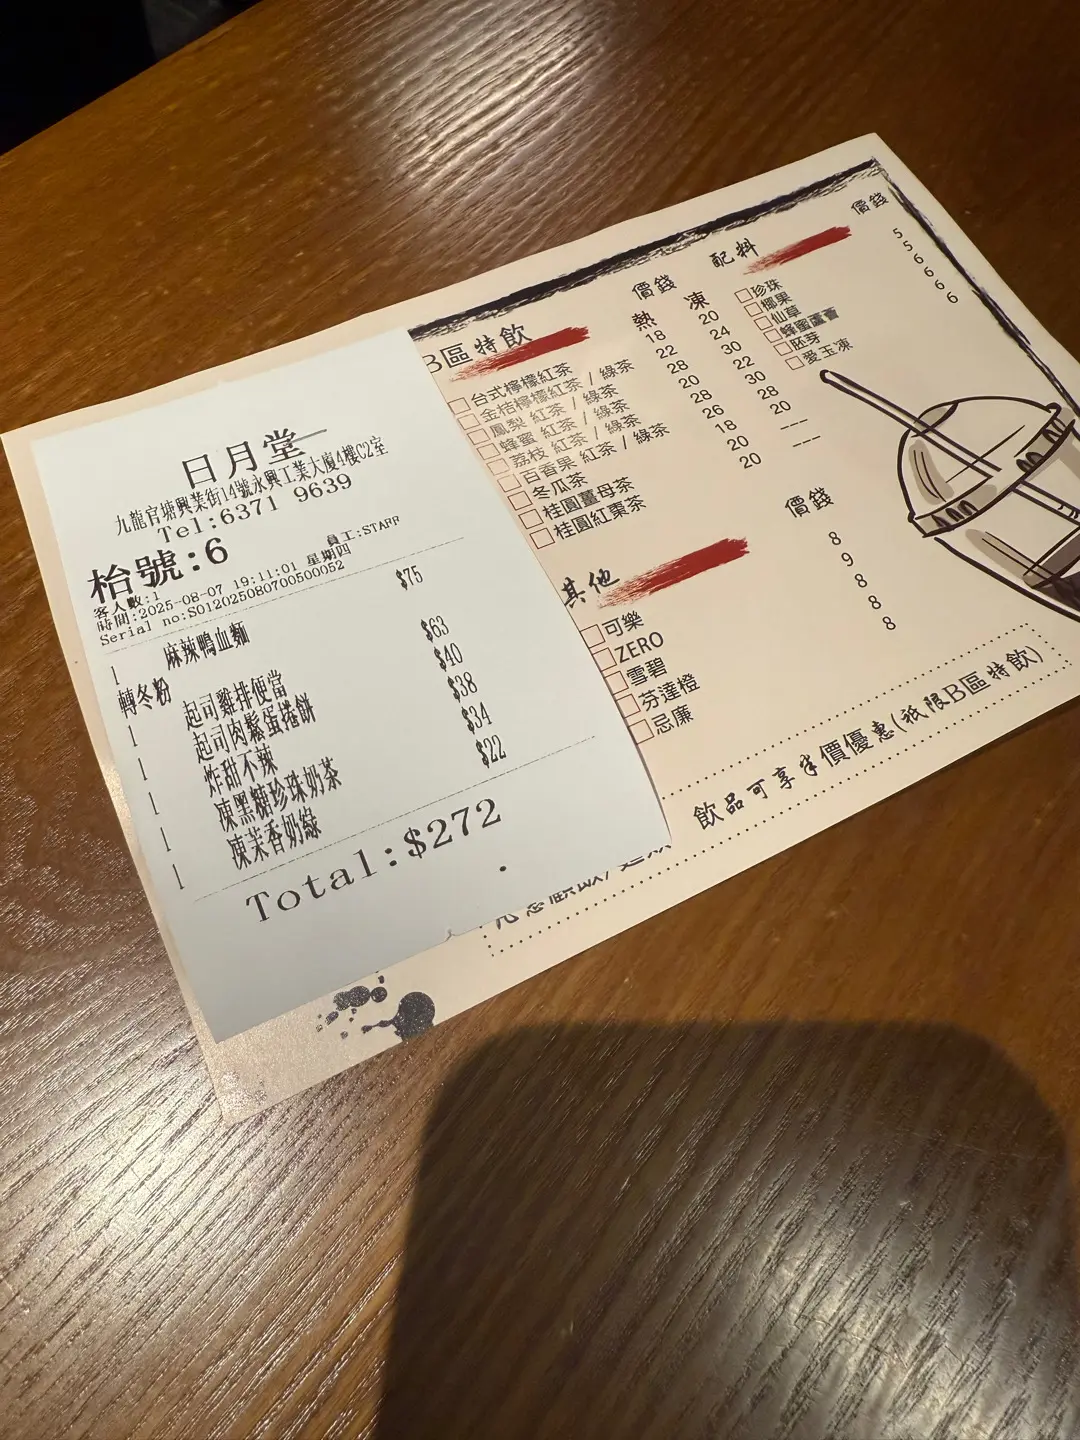 日月堂
九龍官塘興業街14號永興工業大廈4樓C2室
Tel:6371 9639
枱號:6
客人數:1
員工:STAFF
時間:2025-08-07 19:11:01 星期四
Serial no:S01202508070050052
1 麻辣鴨血麵 $75
轉冬粉
1 起司雞排便當 $63
1 起司肉鬆蛋捲餅 $40
1 炸甜不辣 $38
1 凍黑糖珍珠奶茶 $34
1 凍茉香奶綠 $22
Total:$272
B區特飲
價錢
熱 凍
台式檸檬紅茶 18 20
金桔檸檬紅茶 / 綠茶 22 24
鳳梨 紅茶 / 綠茶 28 30
蜂蜜 紅茶 / 綠茶 20 22
荔枝 紅茶 / 綠茶 28 30
百香果 紅茶 / 綠茶 26 28
冬瓜茶 18 20
桂圓薑母茶 20 ---
桂圓紅棗茶 20 ---
配料 價錢
珍珠 5
椰果 5
仙草 6
蜂蜜蘆薈 6
胚芽 6
愛玉凍 6
其他 價錢
可樂 8
ZERO 9
雪碧 8
芬達橙 8
忌廉 8
飲品可享半價優惠(祇限B區特飲)